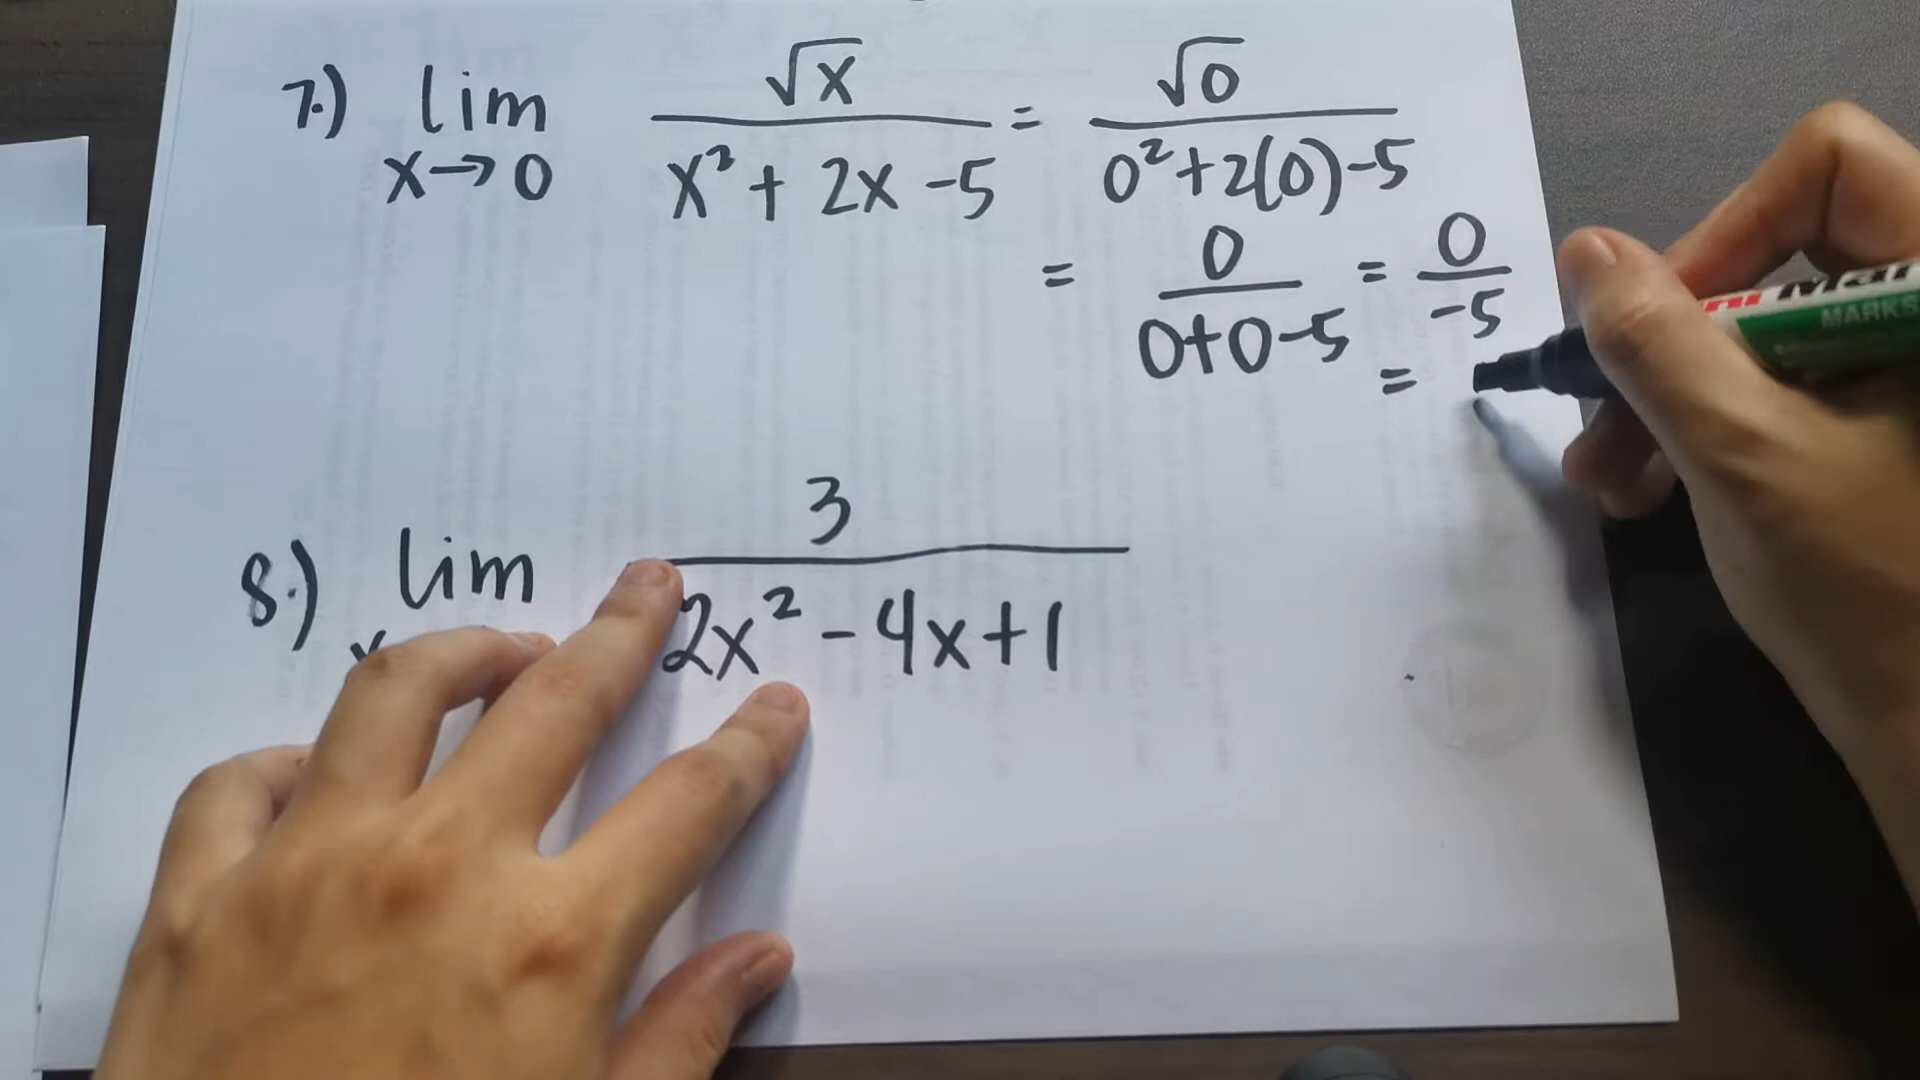 7.) lim x→0 √x / x² + 2x - 5 = √0 / 0² + 2(0) - 5
= 0 / 0+0-5 = 0 / -5
=
8.) lim x 3 / 2x² - 4x + 1
MARKS